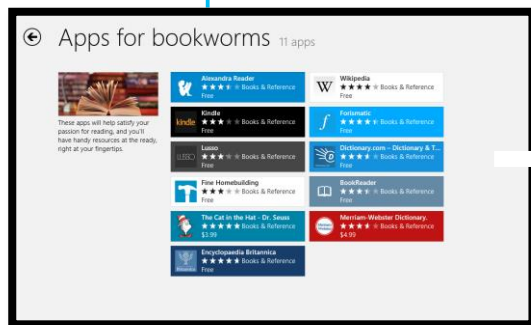 Apps for bookworms 11 apps
These apps will help satisfy your
passion for reading, and you'll
have handy resources at the ready,
right at your fingertips.
Alexandra Reader
Books & Reference
Free
kindle
Kindle
Books & Reference
Free
LUSSO
Lusso
Books & Reference
Free
Fine Homebuilding
Books & Reference
Free
The Cat in the Hat - Dr. Seuss
Books & Reference
$3.99
Encyclopaedia Britannica
Books & Reference
Free
W
Wikipedia
Books & Reference
Free
f
Forismatic
Books & Reference
Free
Dictionary.com – Dictionary & T...
Books & Reference
Free
BookReader
Books & Reference
Free
Merriam-Webster Dictionary.
Books & Reference
$4.99